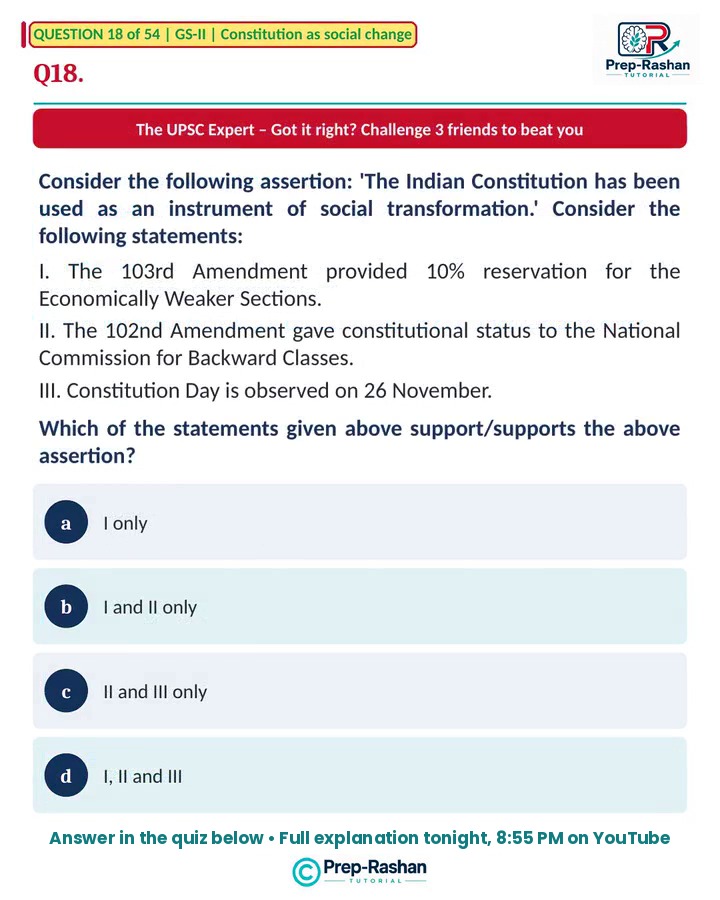 QUESTION 18 of 54 | GS-II | Constitution as social change
Q18.
Prep-Rashan
TUTORIAL
The UPSC Expert – Got it right? Challenge 3 friends to beat you
Consider the following assertion: 'The Indian Constitution has been
used as an instrument of social transformation.' Consider the
following statements:
I. The 103rd Amendment provided 10% reservation for the
Economically Weaker Sections.
II. The 102nd Amendment gave constitutional status to the National
Commission for Backward Classes.
III. Constitution Day is observed on 26 November.
Which of the statements given above support/supports the above
assertion?
a I only
b I and II only
c II and III only
d I, II and III
Answer in the quiz below • Full explanation tonight, 8:55 PM on YouTube
© Prep-Rashan
TUTORIAL